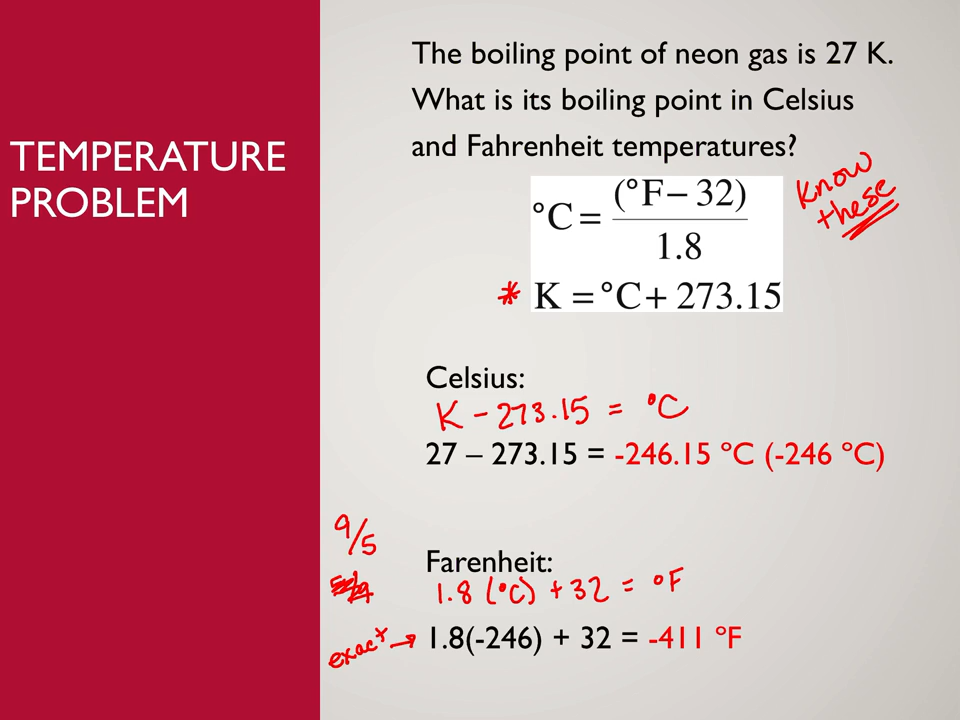 TEMPERATURE
PROBLEM
The boiling point of neon gas is 27 K.
What is its boiling point in Celsius
and Fahrenheit temperatures?
know
these
°C = (°F − 32) / 1.8
* K = °C + 273.15
Celsius:
K - 273.15 = °C
27 – 273.15 = -246.15 °C (-246 °C)
9/5
Farenheit:
1.8 (°C) + 32 = °F
exact → 1.8(-246) + 32 = -411 °F